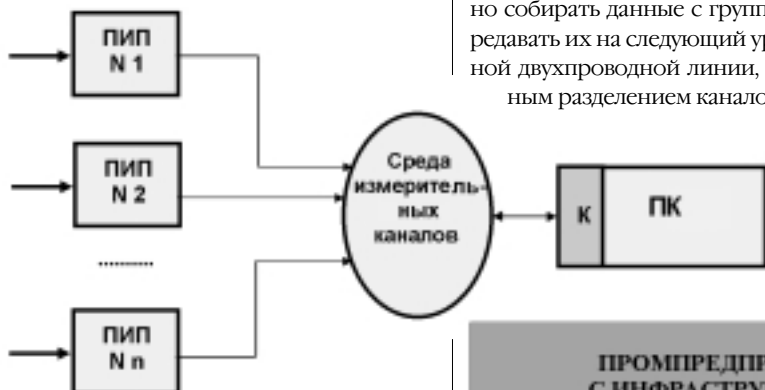 но собирать данные с групп
редавать их на следующий ур
ной двухпроводной линии,
ным разделением канало
ПИП
N 1
ПИП
N 2
..........
ПИП
N n
Среда
измеритель-
ных
каналов
К
ПК
ПРОМПРЕДПР
С ИНФРАСТРУ